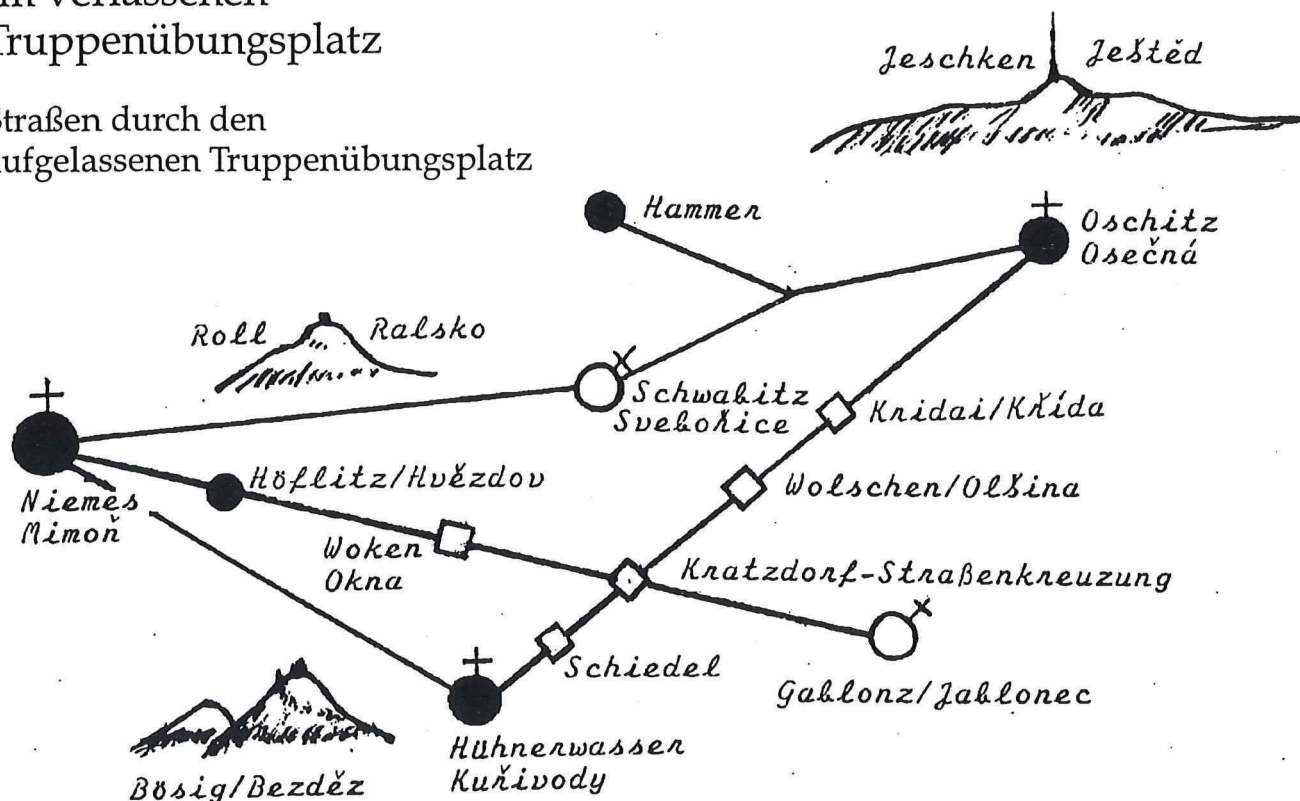 Truppenübungsplatz
Straßen durch den
aufgelassenen Truppenübungsplatz
Jeschken Ještěd
Hammer
Oschitz
Osečná
Roll Ralsko
Schwabitz
Svebořice
Kridai/Křída
Niemes
Mimoň
Höflitz/Hvězdov
Wolschen/Olšina
Woken
Okna
Kratzdorf-Straßenkreuzung
Schiedel
Gablonz/Jablonec
Hühnerwasser
Kuřivody
Bösig/Bezděz